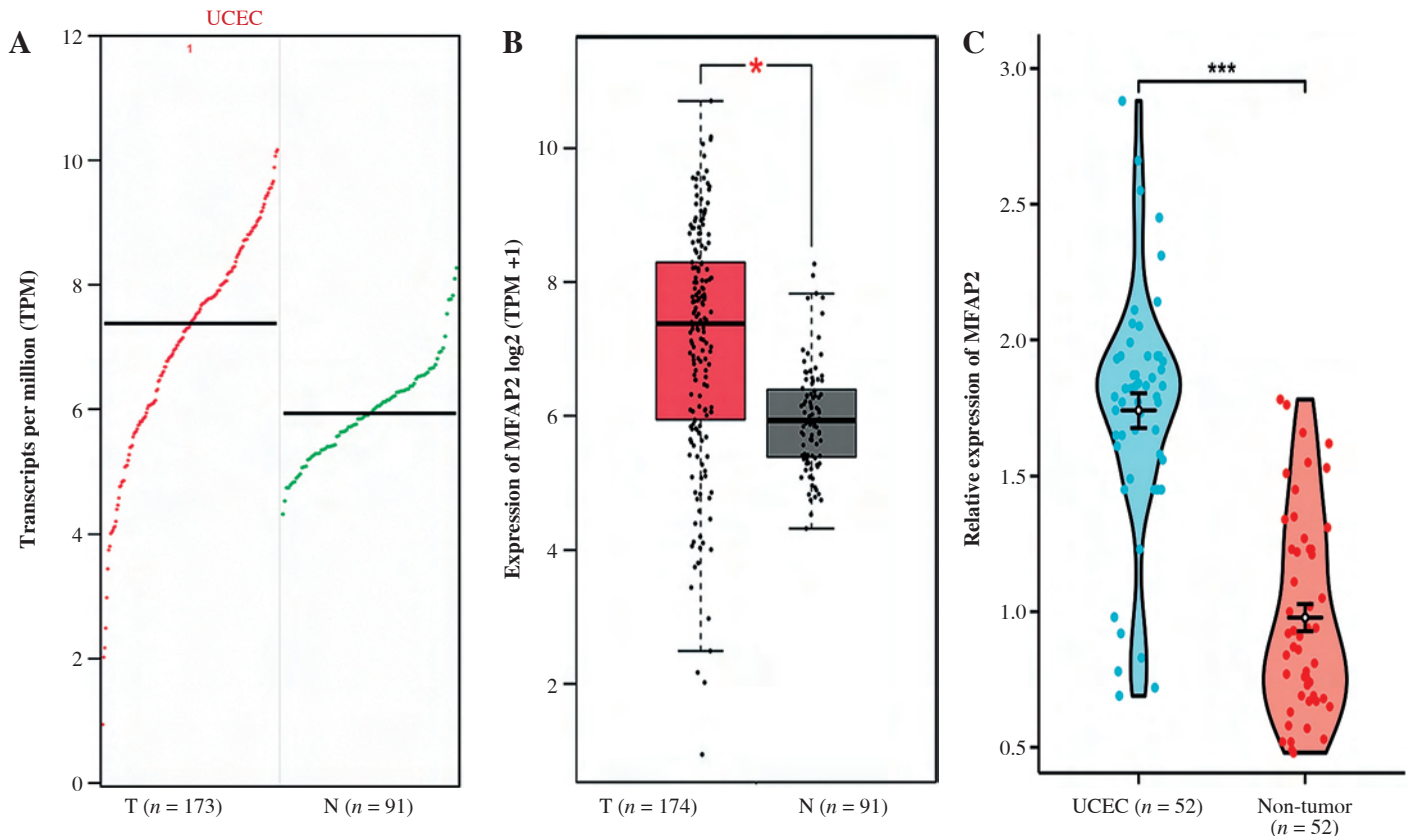 A
UCEC
1
Transcripts per million (TPM)
12
10
8
6
4
2
0
T (n = 173)
N (n = 91)
B
*
Expression of MFAP2 log2 (TPM +1)
10
8
6
4
2
T (n = 174)
N (n = 91)
C
***
Relative expression of MFAP2
3.0
2.5
2.0
1.5
1.0
0.5
UCEC (n = 52)
Non-tumor
(n = 52)